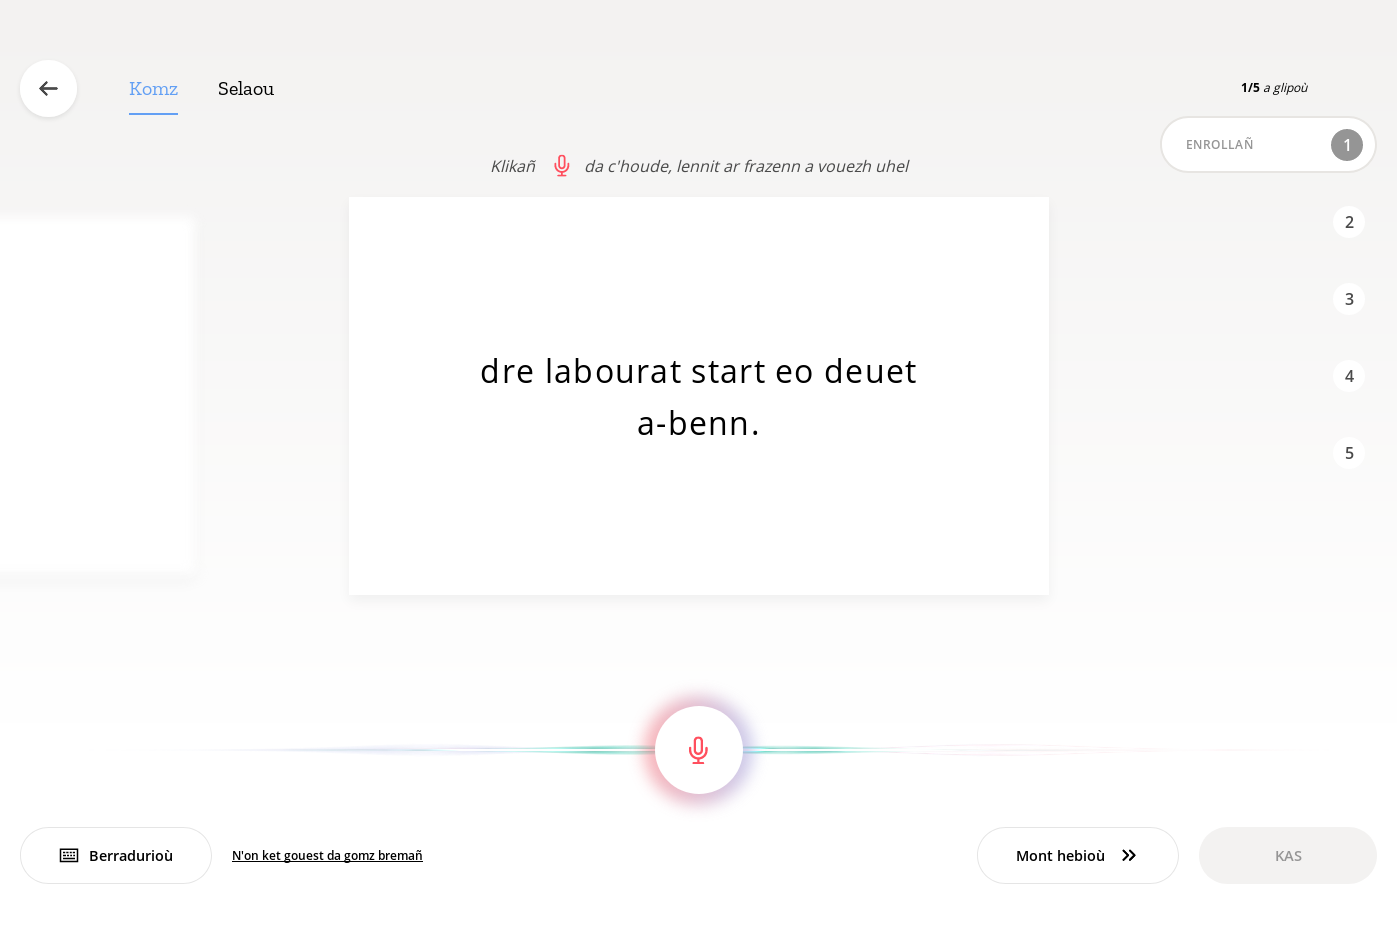 Komz
Selaou
1/5 a glipoù
ENROLLAÑ 1
Klikañ da c'houde, lennit ar frazenn a vouezh uhel
2
3
4
5
dre labourat start eo deuet
a-benn.
Berradurioù
N'on ket gouest da gomz bremañ
Mont hebioù
KAS